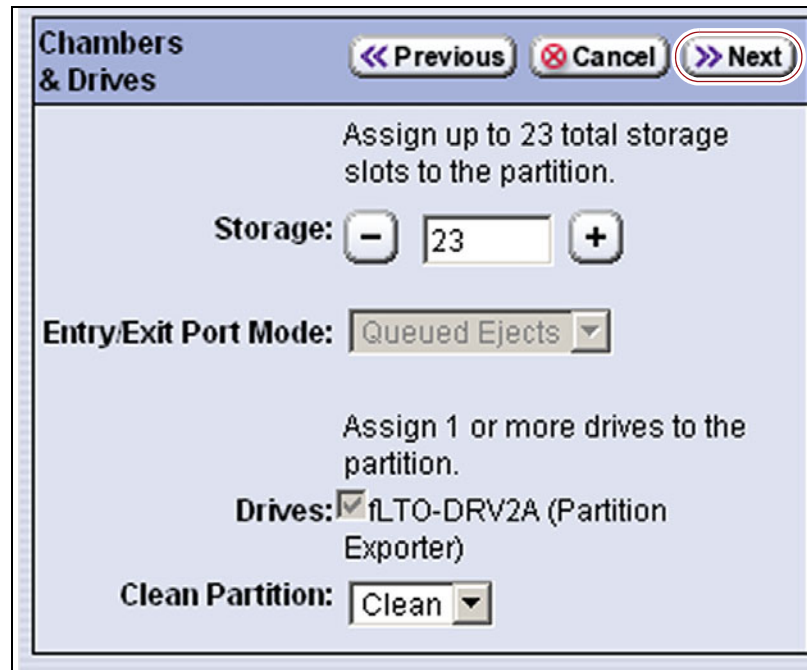 Chambers
& Drives
Previous
Cancel
Next
Assign up to 23 total storage
slots to the partition.
Storage:
−
23
+
Entry/Exit Port Mode:
Queued Ejects
Assign 1 or more drives to the
partition.
Drives:
fLTO-DRV2A (Partition
Exporter)
Clean Partition:
Clean